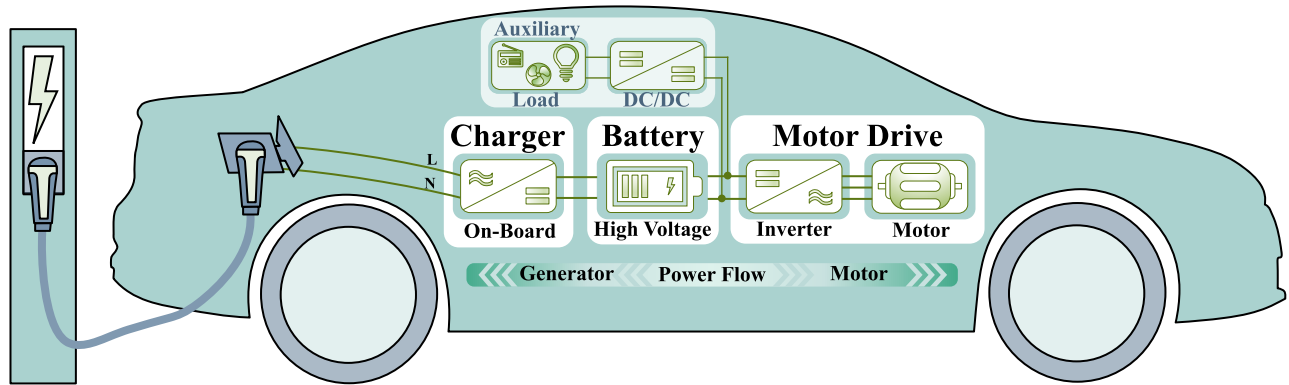 Auxiliary
Load
DC/DC
Charger
Battery
Motor Drive
L
N
On-Board
High Voltage
Inverter
Motor
Generator
Power Flow
Motor